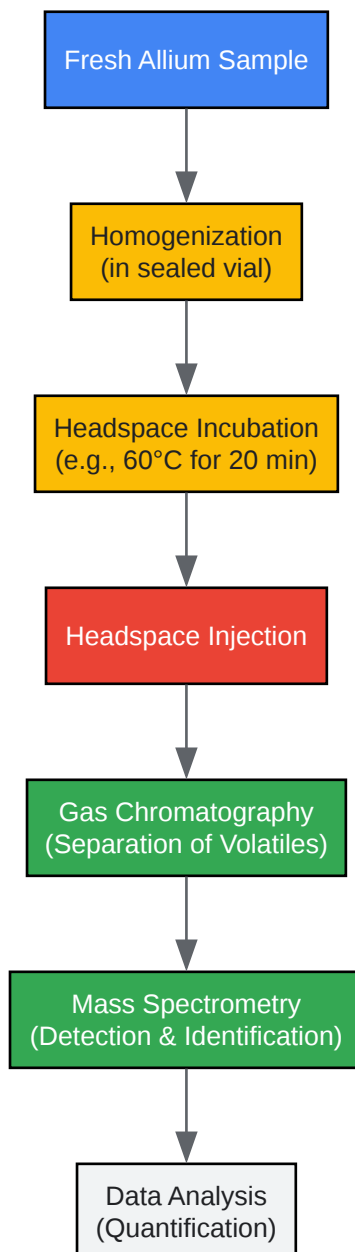 Fresh Allium Sample
Homogenization
(in sealed vial)
Headspace Incubation
(e.g., 60°C for 20 min)
Headspace Injection
Gas Chromatography
(Separation of Volatiles)
Mass Spectrometry
(Detection & Identification)
Data Analysis
(Quantification)